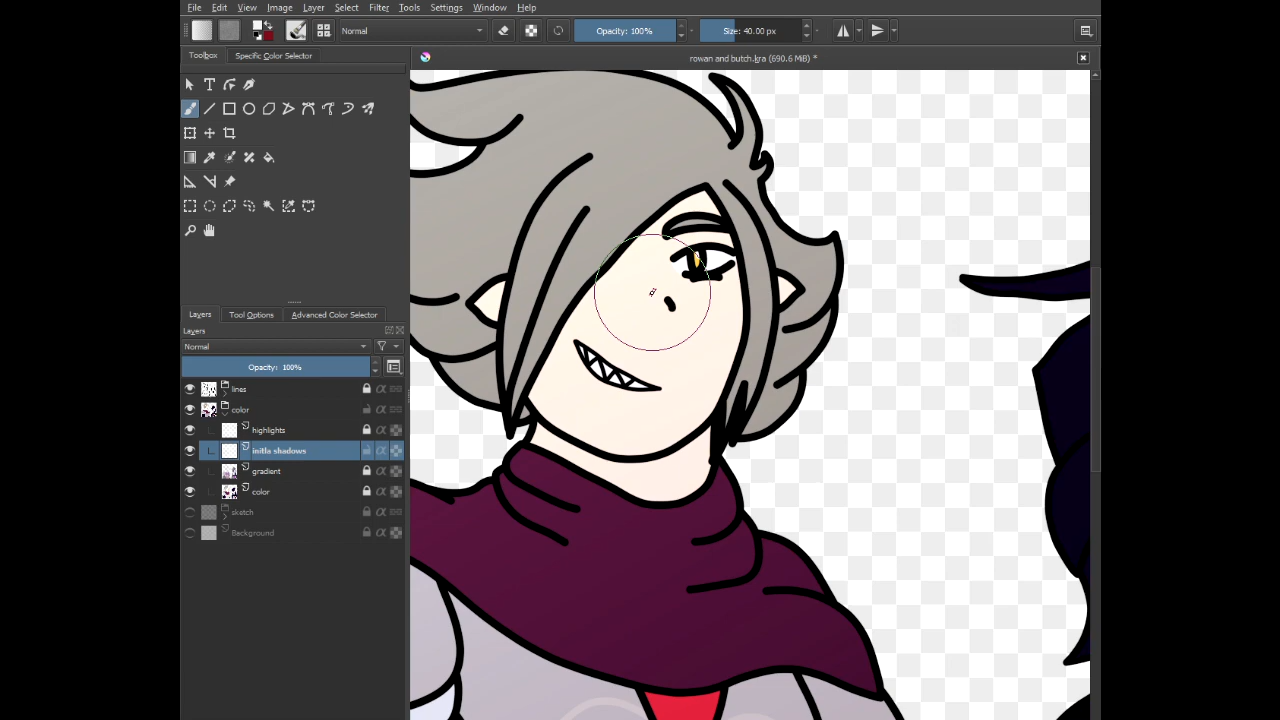 File Edit View Image Layer Select Filter Tools Settings Window Help
Normal Opacity: 100% Size: 40.00 px
Toolbox Specific Color Selector
rowan and butch.kra (690.6 MiB) *
Layers Tool Options Advanced Color Selector
Layers
Normal
Opacity: 100%
lines
color
highlights
initla shadows
gradient
color
sketch
Background